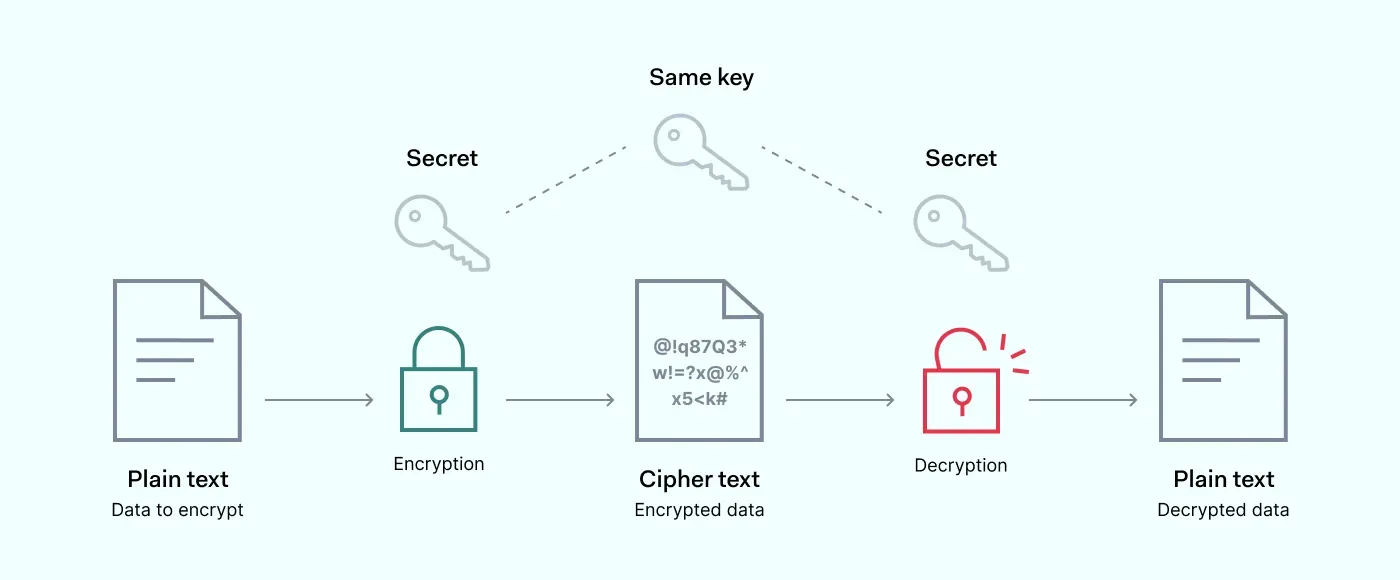 Same key
Secret
Secret
@!q87Q3*
w!=?x@%^
x5<k#
Encryption
Decryption
Plain text
Data to encrypt
Cipher text
Encrypted data
Plain text
Decrypted data